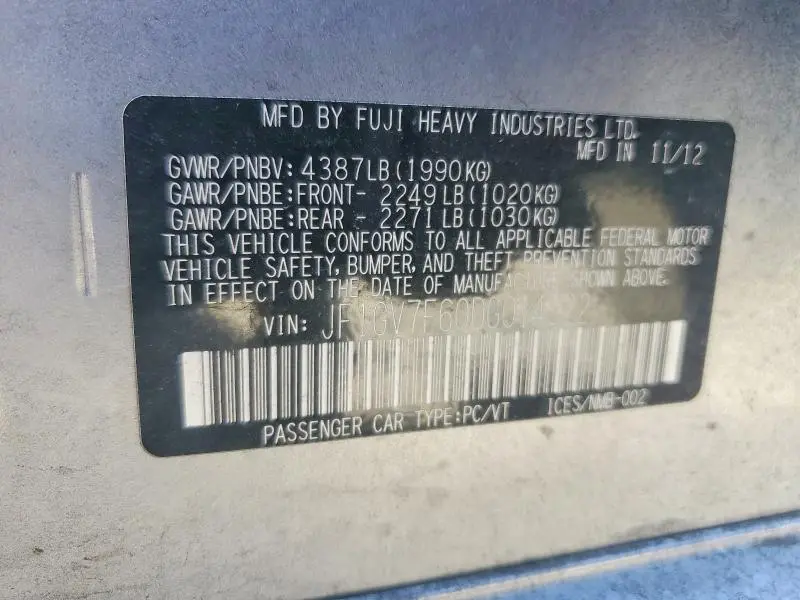 MFD BY FUJI HEAVY INDUSTRIES LTD.
MFD IN 11/12
GVWR/PNBV: 4387LB (1990KG)
GAWR/PNBE:FRONT- 2249LB (1020KG)
GAWR/PNBE:REAR - 2271LB (1030KG)
THIS VEHICLE CONFORMS TO ALL APPLICABLE FEDERAL MOTOR
VEHICLE SAFETY, BUMPER, AND THEFT PREVENTION STANDARDS
IN EFFECT ON THE DATE OF MANUFACTURE SHOWN ABOVE.
VIN:
PASSENGER CAR TYPE:PC/VT ICES/NMB-002